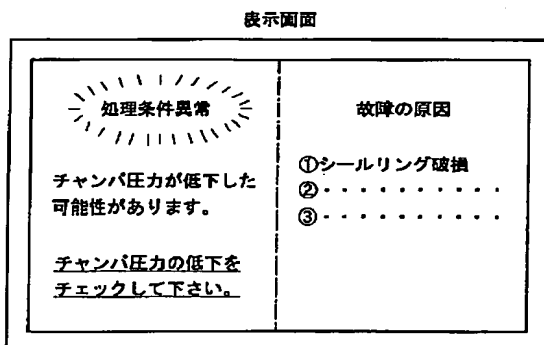 表示画面
処理条件異常
チャンバ圧力が低下した
可能性があります。
チャンバ圧力の低下を
チェックして下さい。
故障の原因
①シールリング破損
②・・・・・・・・・・
③・・・・・・・・・・